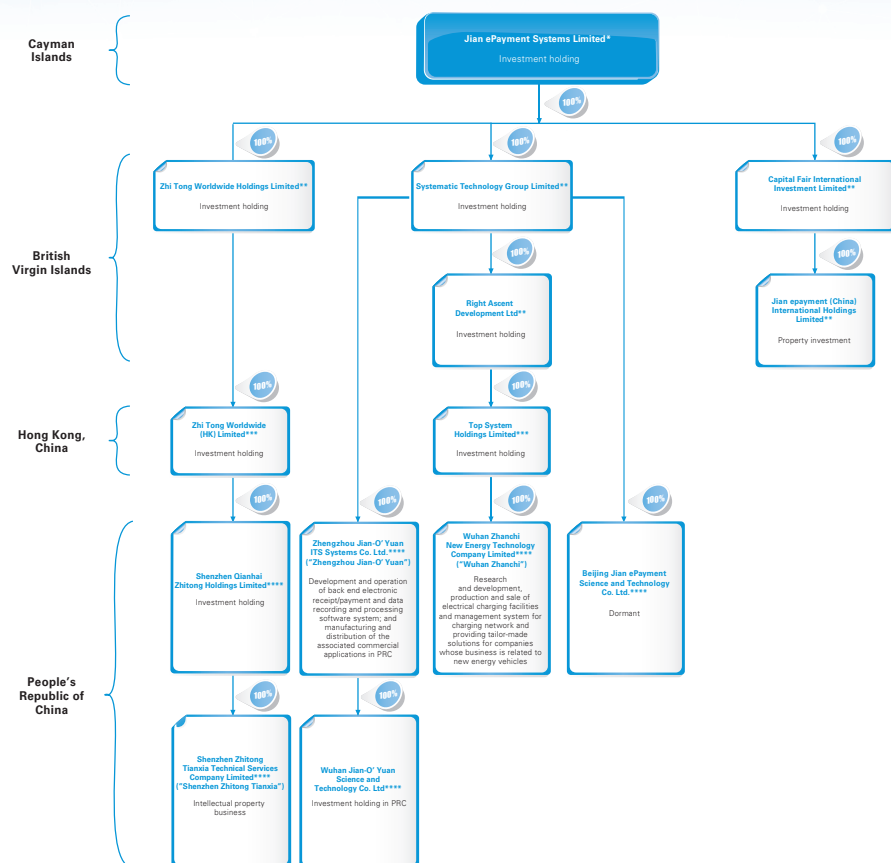 Cayman
Islands
Jian ePayment Systems Limited*
Investment holding
100%
100%
100%
100%
British
Virgin Islands
Zhi Tong Worldwide Holdings Limited**
Investment holding
Systematic Technology Group Limited**
Investment holding
Capital Fair International
Investment Limited**
Investment holding
100%
100%
Right Ascent
Development Ltd**
Investment holding
Jian epayment (China)
International Holdings
Limited**
Property investment
100%
100%
Hong Kong,
China
Zhi Tong Worldwide
(HK) Limited***
Investment holding
Top System
Holdings Limited***
Investment holding
100%
100%
100%
100%
People's
Republic of
China
Shenzhen Qianhai
Zhitong Holdings Limited****
Investment holding
Zhengzhou Jian-O' Yuan
ITS Systems Co. Ltd.****
("Zhengzhou Jian-O' Yuan")
Development and operation
of back end electronic
receipt/payment and data
recording and processing
software system; and
manufacturing and
distribution of the
associated commercial
applications in PRC
Wuhan Zhanchi
New Energy Technology
Company Limited****
("Wuhan Zhanchi")
Research
and development,
production and sale of
electrical charging facilities
and management system for
charging network and
providing tailor-made
solutions for companies
whose business is related to
new energy vehicles
Beijing Jian ePayment
Science and Technology
Co. Ltd.****
Dormant
100%
100%
Shenzhen Zhitong
Tianxia Technical Services
Company Limited****
("Shenzhen Zhitong Tianxia")
Intellectual property
business
Wuhan Jian-O' Yuan
Science and
Technology Co. Ltd****
Investment holding in PRC